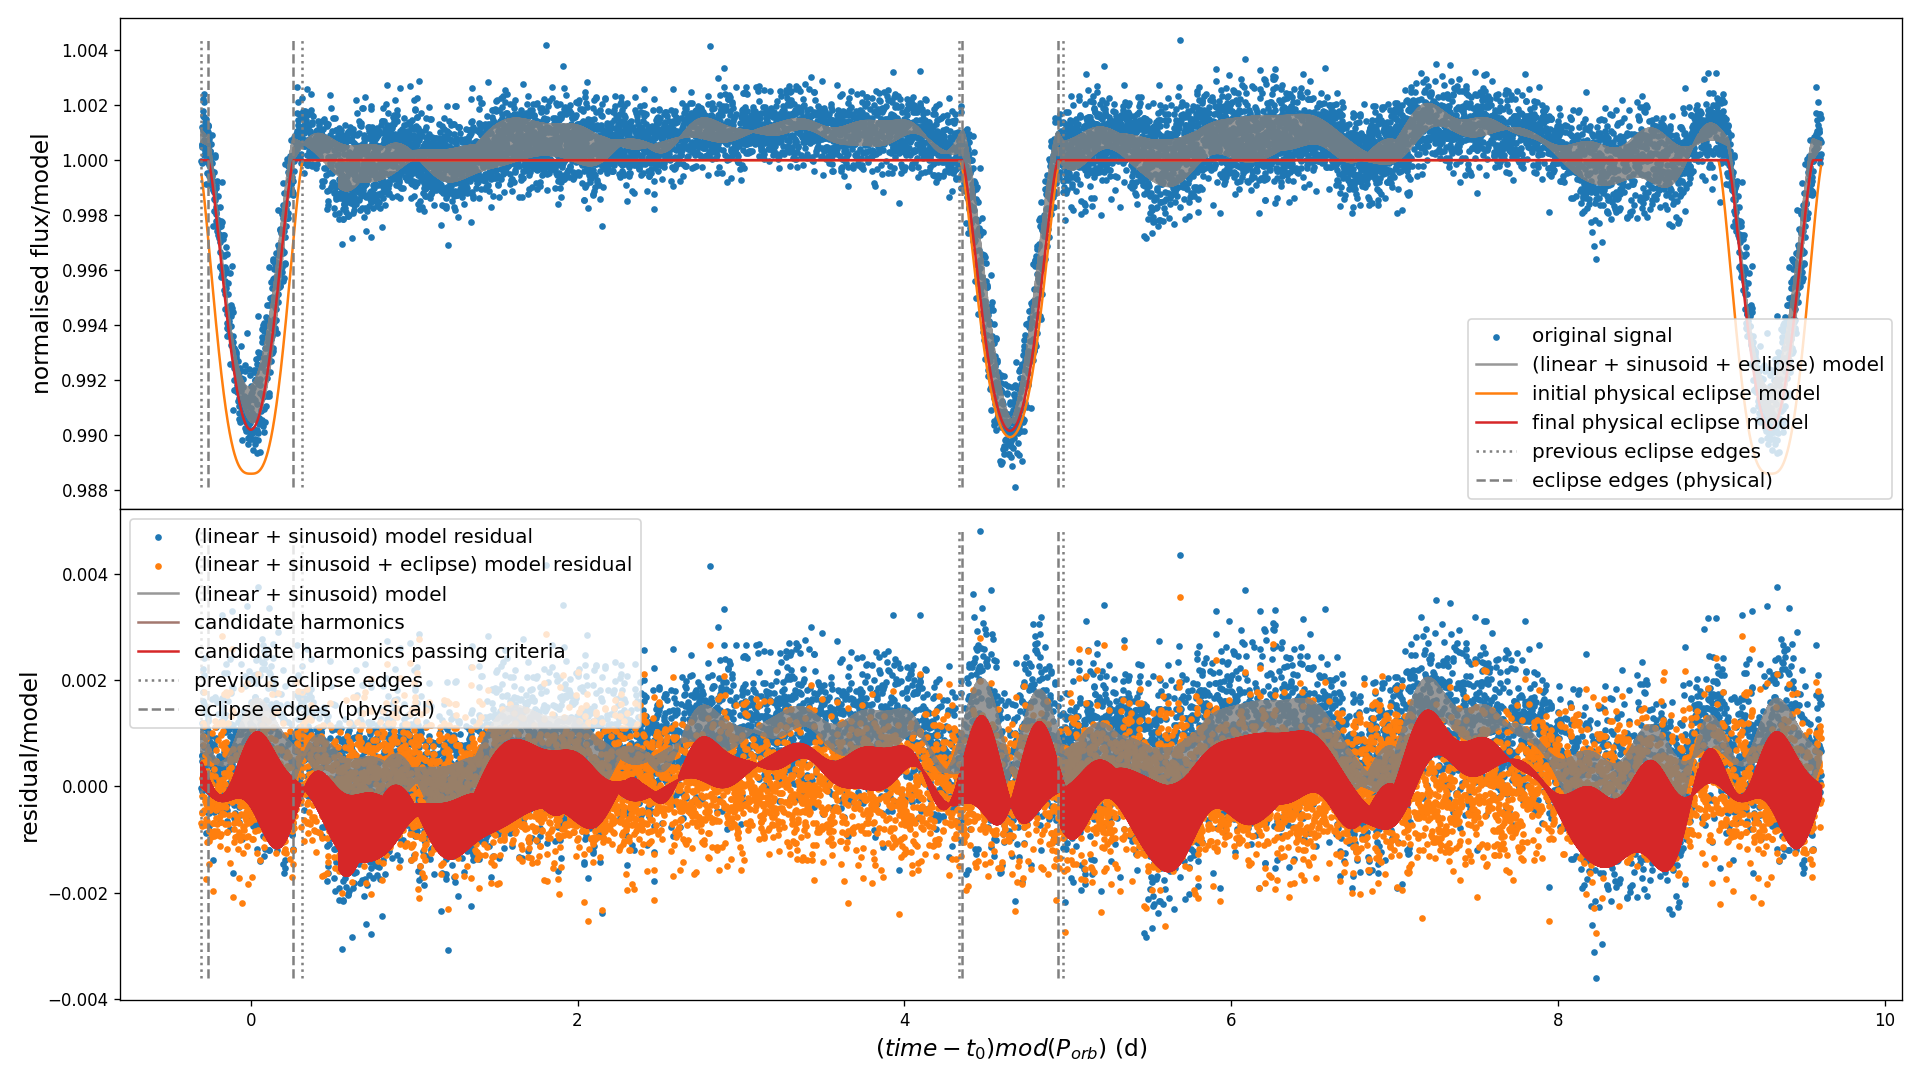 1.004
1.002
1.000
0.998
0.996
0.994
0.992
0.990
0.988
normalised flux/model
original signal
(linear + sinusoid + eclipse) model
initial physical eclipse model
final physical eclipse model
previous eclipse edges
eclipse edges (physical)
(linear + sinusoid) model residual
(linear + sinusoid + eclipse) model residual
(linear + sinusoid) model
candidate harmonics
candidate harmonics passing criteria
previous eclipse edges
eclipse edges (physical)
0.004
0.002
0.000
−0.002
−0.004
residual/model
0 2 4 6 8 10
(time − t₀)mod(Pₒᵣb) (d)